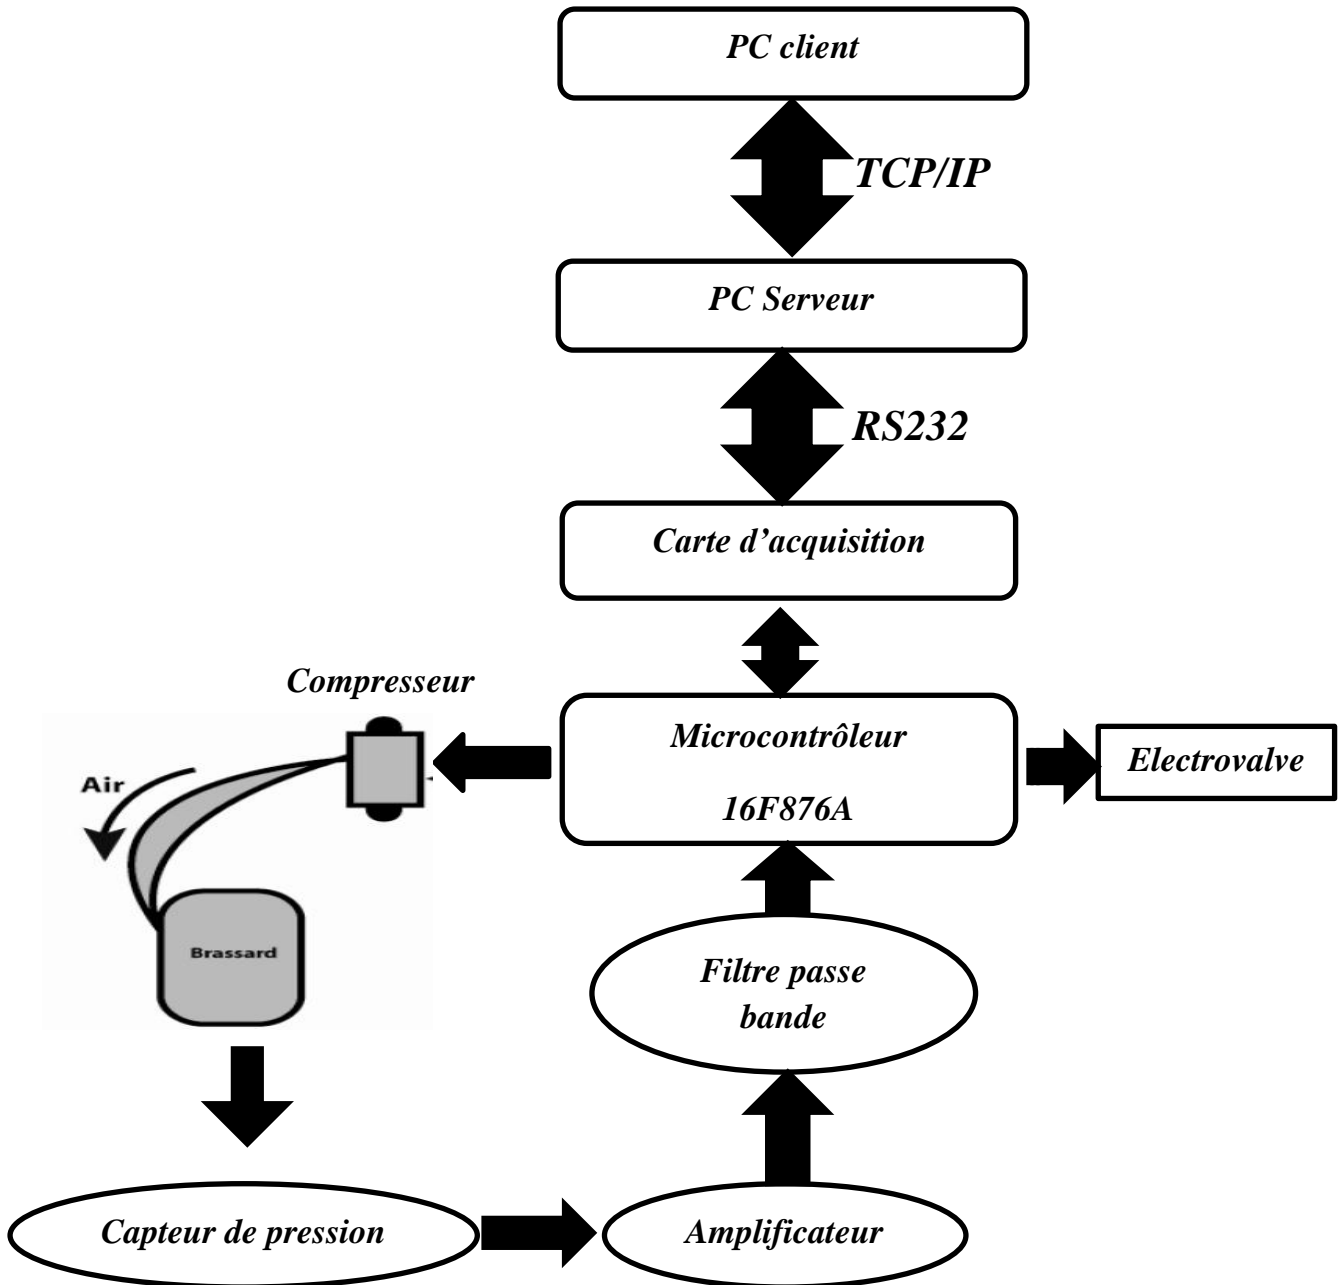 PC client
TCP/IP
PC Serveur
RS232
Carte d’acquisition
Compresseur
Microcontrôleur
16F876A
Electrovalve
Air
Brassard
Filtre passe
bande
Capteur de pression
Amplificateur